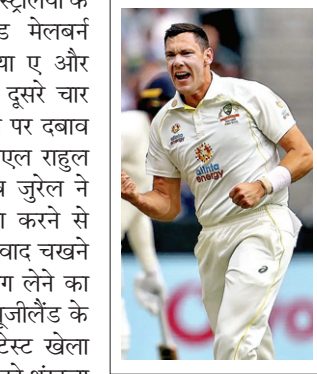 स्ट्रेलिया के
ड मेलबर्न
या ए और
दूसरे चार
पर दबाव
एल राहुल
जुरेल ने
ा करने से
वाद चखने
ग लेने का
यूजीलैंड के
टेस्ट खेला
alinta
energy